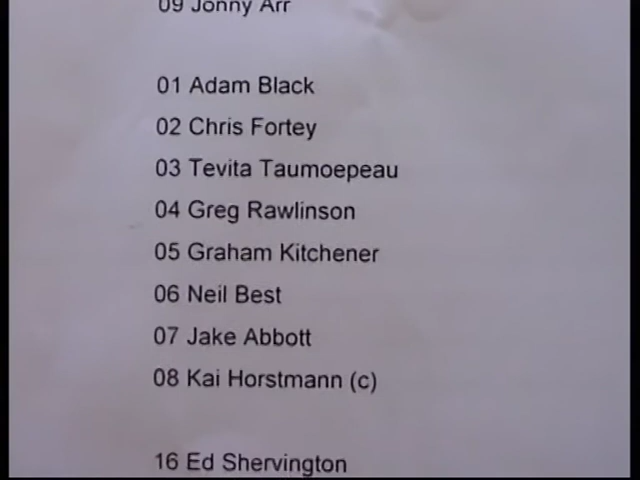 09 Jonny Arr
01 Adam Black
02 Chris Fortey
03 Tevita Taumoepeau
04 Greg Rawlinson
05 Graham Kitchener
06 Neil Best
07 Jake Abbott
08 Kai Horstmann (c)
16 Ed Shervington